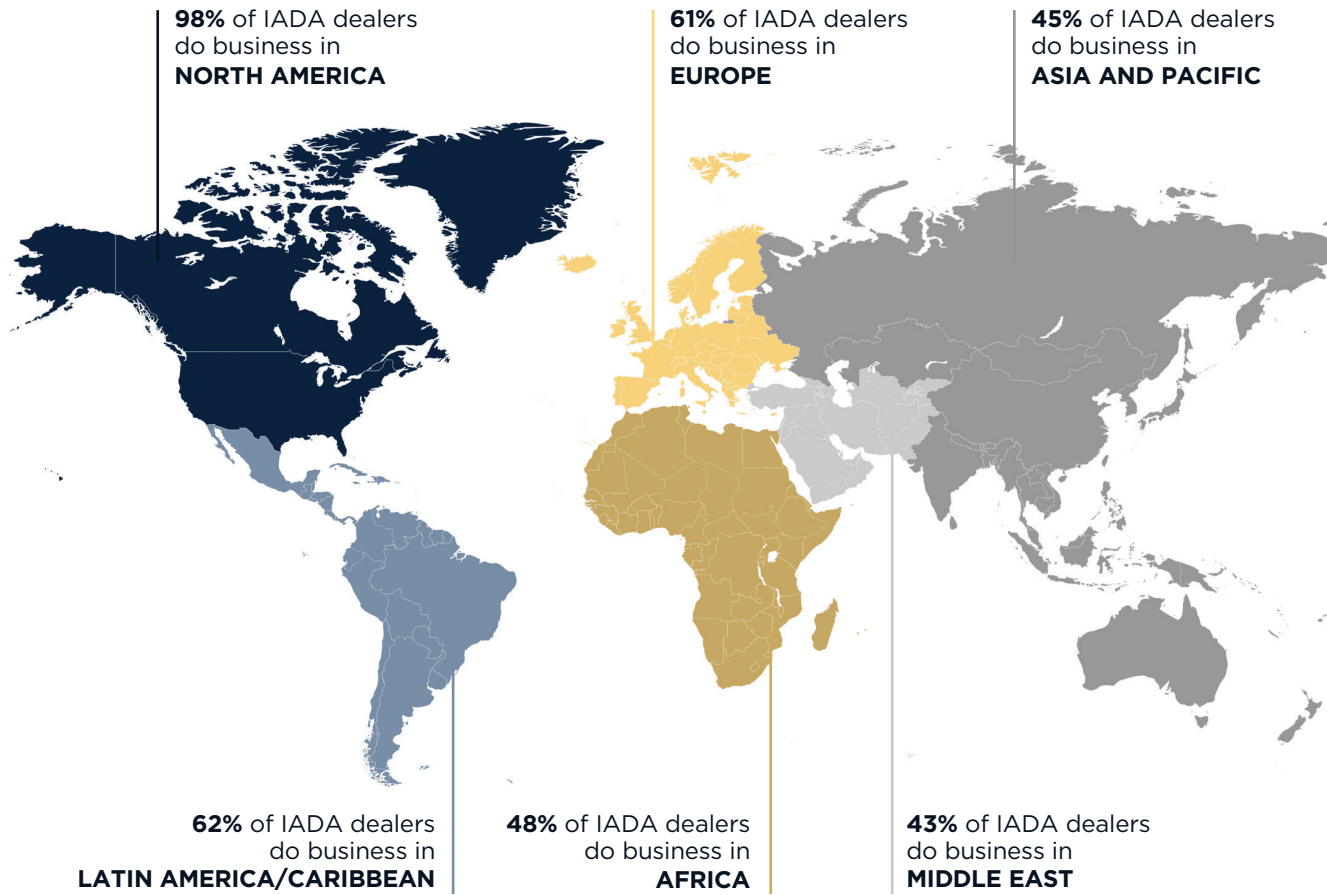 98% of IADA dealers
do business in
NORTH AMERICA
61% of IADA dealers
do business in
EUROPE
45% of IADA dealers
do business in
ASIA AND PACIFIC
62% of IADA dealers
do business in
LATIN AMERICA/CARIBBEAN
48% of IADA dealers
do business in
AFRICA
43% of IADA dealers
do business in
MIDDLE EAST